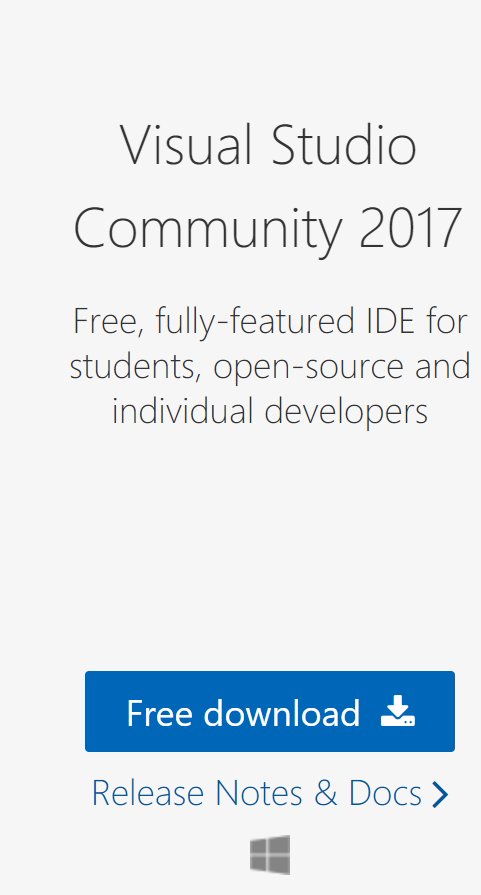 Visual Studio
Community 2017
Free, fully-featured IDE for
students, open-source and
individual developers
Free download
Release Notes & Docs